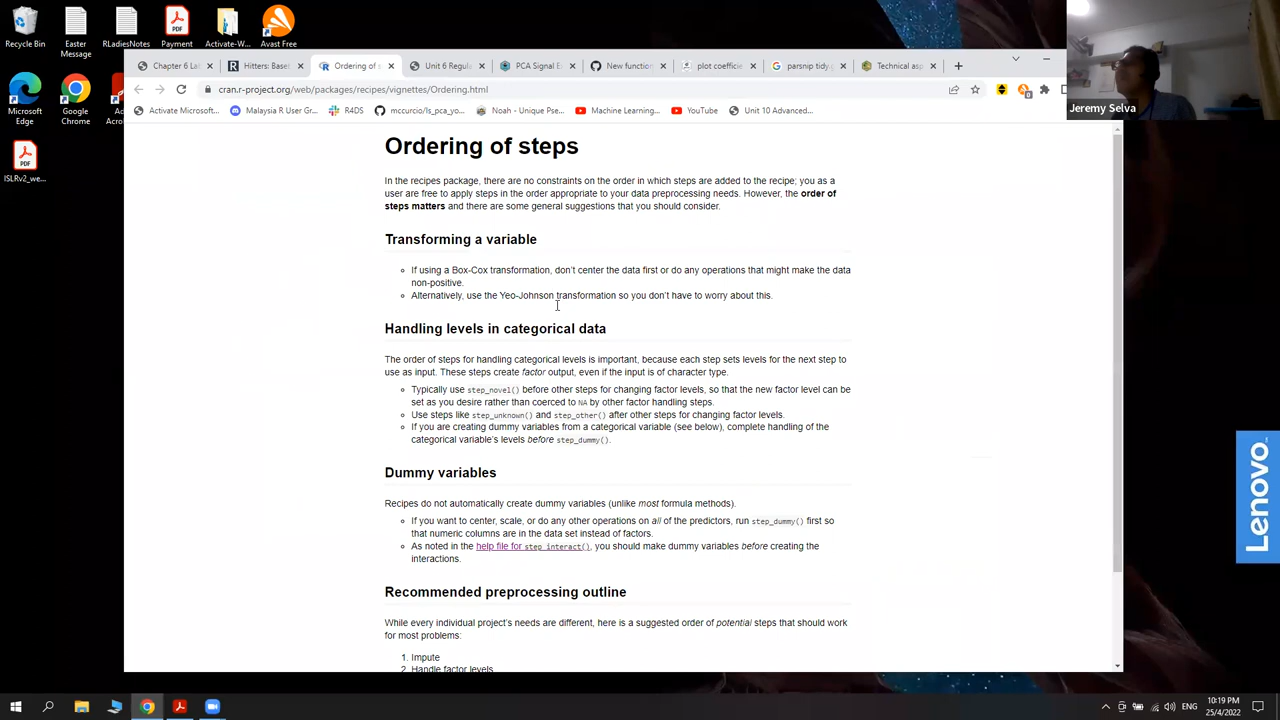 Recycle Bin
Easter
Message
RLadiesNotes
Payment
Activate-W...
Avast Free
Microsoft
Edge
Google
Chrome
ISLRv2_we...
Chapter 6 La
Hitters: Base
Ordering of s
Unit 6 Regula
PCA Signal E
New function
plot coefficie
parsnip tidy.g
Technical asp
cran.r-project.org/web/packages/recipes/vignettes/Ordering.html
Activate Microsoft...
Malaysia R User Gr...
R4DS
mccurcio/ls_pca_yo...
Noah - Unique Pse...
Machine Learning...
YouTube
Unit 10 Advanced...
Jeremy Selva
Ordering of steps
In the recipes package, there are no constraints on the order in which steps are added to the recipe; you as a
user are free to apply steps in the order appropriate to your data preprocessing needs. However, the order of
steps matters and there are some general suggestions that you should consider.
Transforming a variable
If using a Box-Cox transformation, don't center the data first or do any operations that might make the data
non-positive.
Alternatively, use the Yeo-Johnson transformation so you don't have to worry about this.
Handling levels in categorical data
The order of steps for handling categorical levels is important, because each step sets levels for the next step to
use as input. These steps create factor output, even if the input is of character type.
Typically use step_novel() before other steps for changing factor levels, so that the new factor level can be
set as you desire rather than coerced to NA by other factor handling steps.
Use steps like step_unknown() and step_other() after other steps for changing factor levels.
If you are creating dummy variables from a categorical variable (see below), complete handling of the
categorical variable's levels before step_dummy().
Dummy variables
Recipes do not automatically create dummy variables (unlike most formula methods).
If you want to center, scale, or do any other operations on all of the predictors, run step_dummy() first so
that numeric columns are in the data set instead of factors.
As noted in the help file for step_interact(), you should make dummy variables before creating the
interactions.
Recommended preprocessing outline
While every individual project's needs are different, here is a suggested order of potential steps that should work
for most problems:
1. Impute
2. Handle factor levels
Lenovo
ENG
10:19 PM
25/4/2022